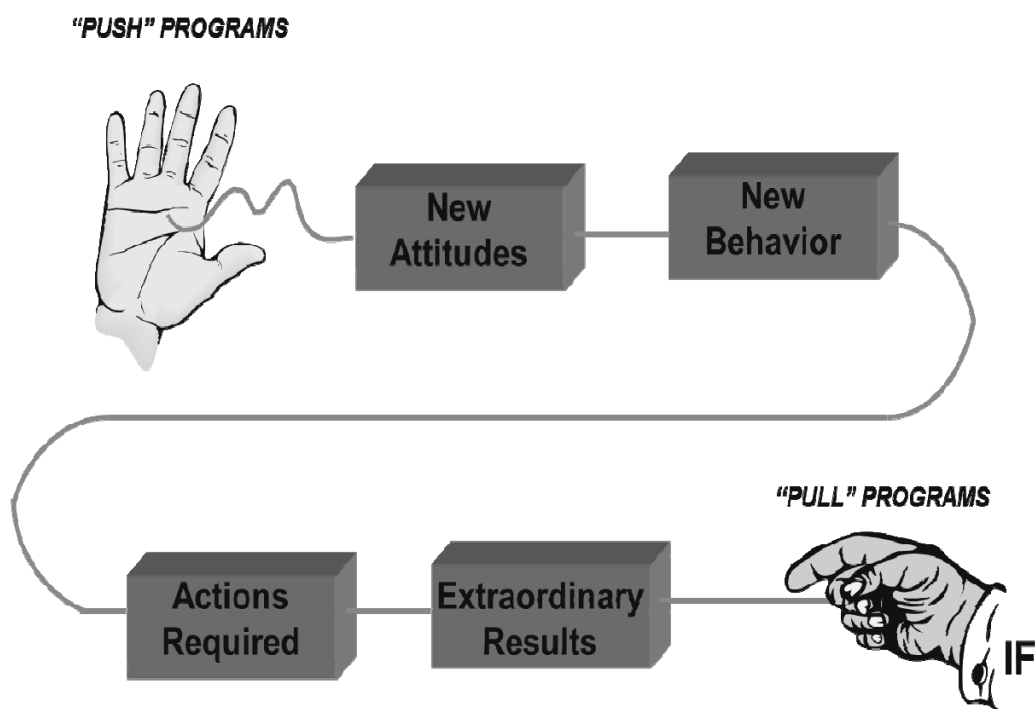 “PUSH” PROGRAMS
New
Attitudes
New
Behavior
“PULL” PROGRAMS
Actions
Required
Extraordinary
Results
IF